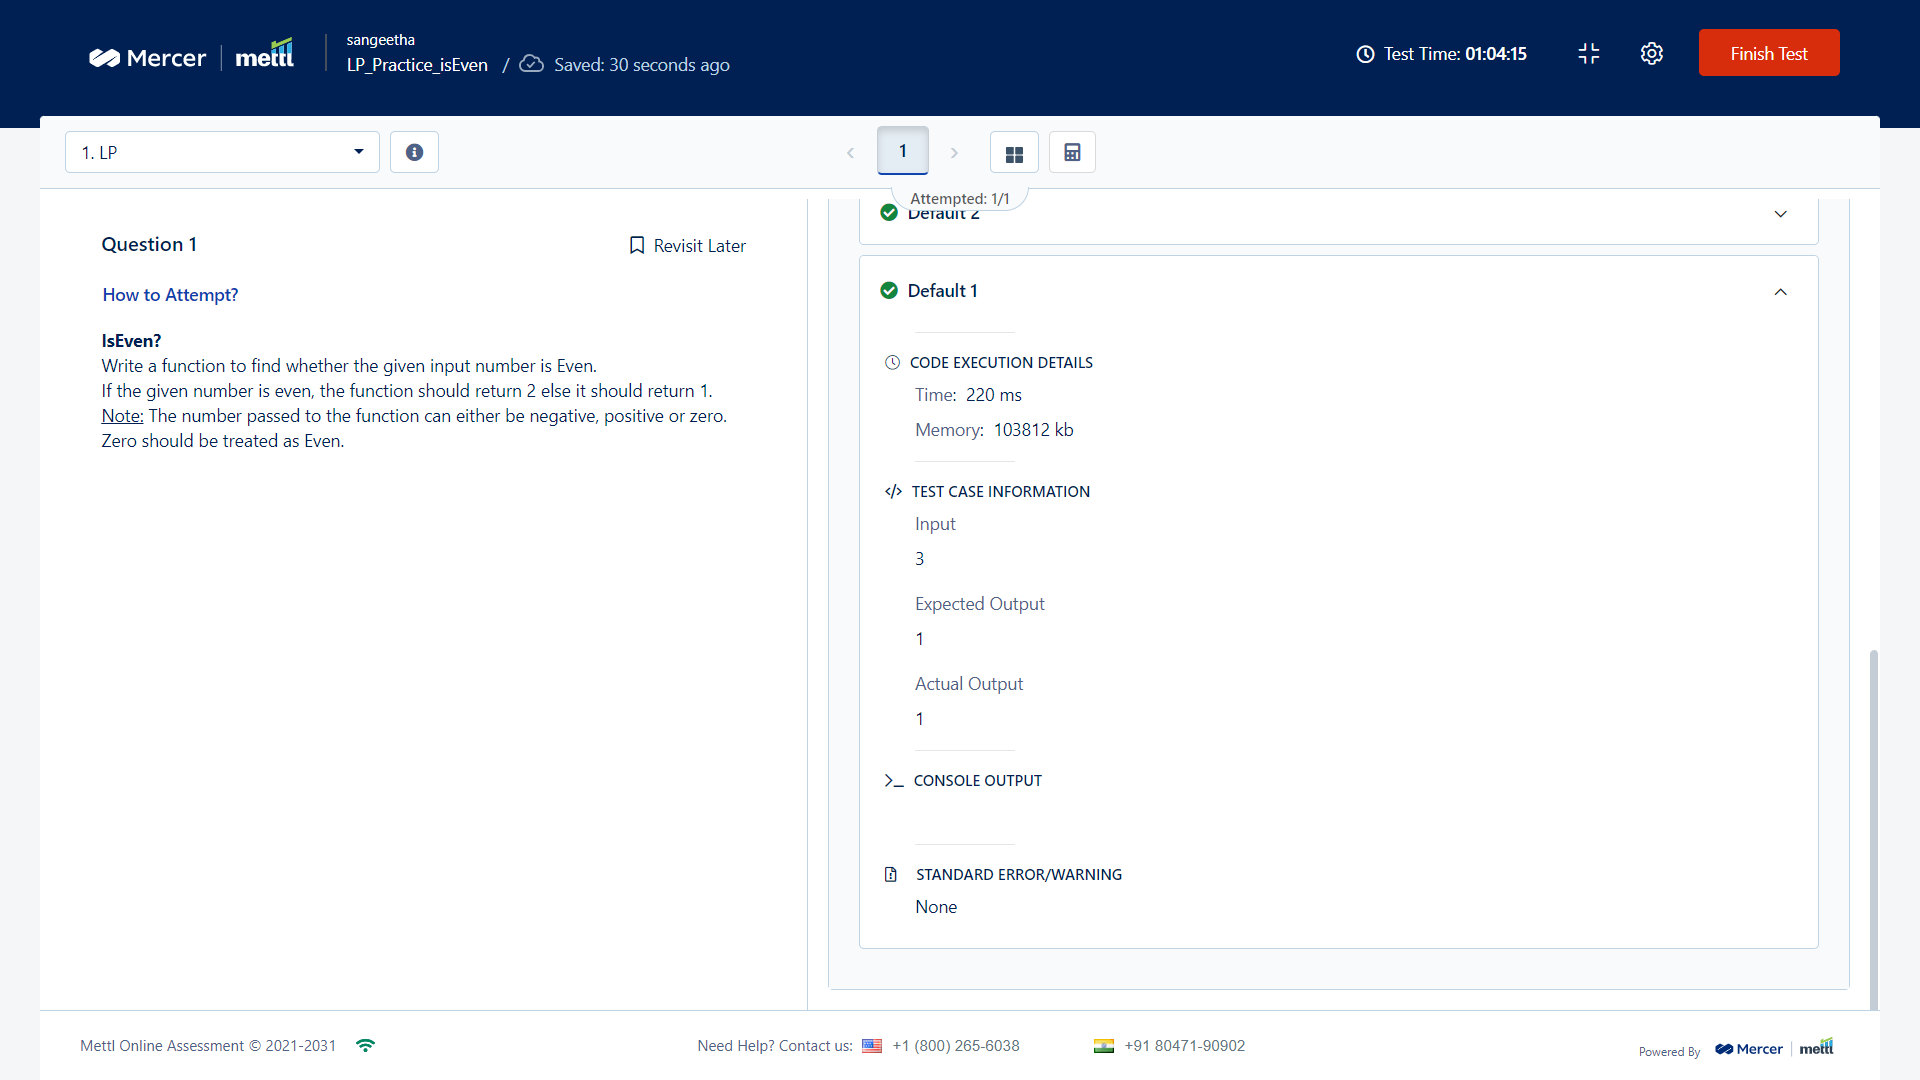 Mercer | mettl
sangeetha
LP_Practice_isEven / Saved: 30 seconds ago
Test Time: 01:04:15
Finish Test
1. LP
1
Attempted: 1/1
Question 1
Revisit Later
How to Attempt?
IsEven?
Write a function to find whether the given input number is Even.
If the given number is even, the function should return 2 else it should return 1.
Note: The number passed to the function can either be negative, positive or zero.
Zero should be treated as Even.
Default 2
Default 1
CODE EXECUTION DETAILS
Time: 220 ms
Memory: 103812 kb
</> TEST CASE INFORMATION
Input
3
Expected Output
1
Actual Output
1
>_ CONSOLE OUTPUT
STANDARD ERROR/WARNING
None
Mettl Online Assessment © 2021-2031
Need Help? Contact us: +1 (800) 265-6038
+91 80471-90902
Powered By Mercer | mettl